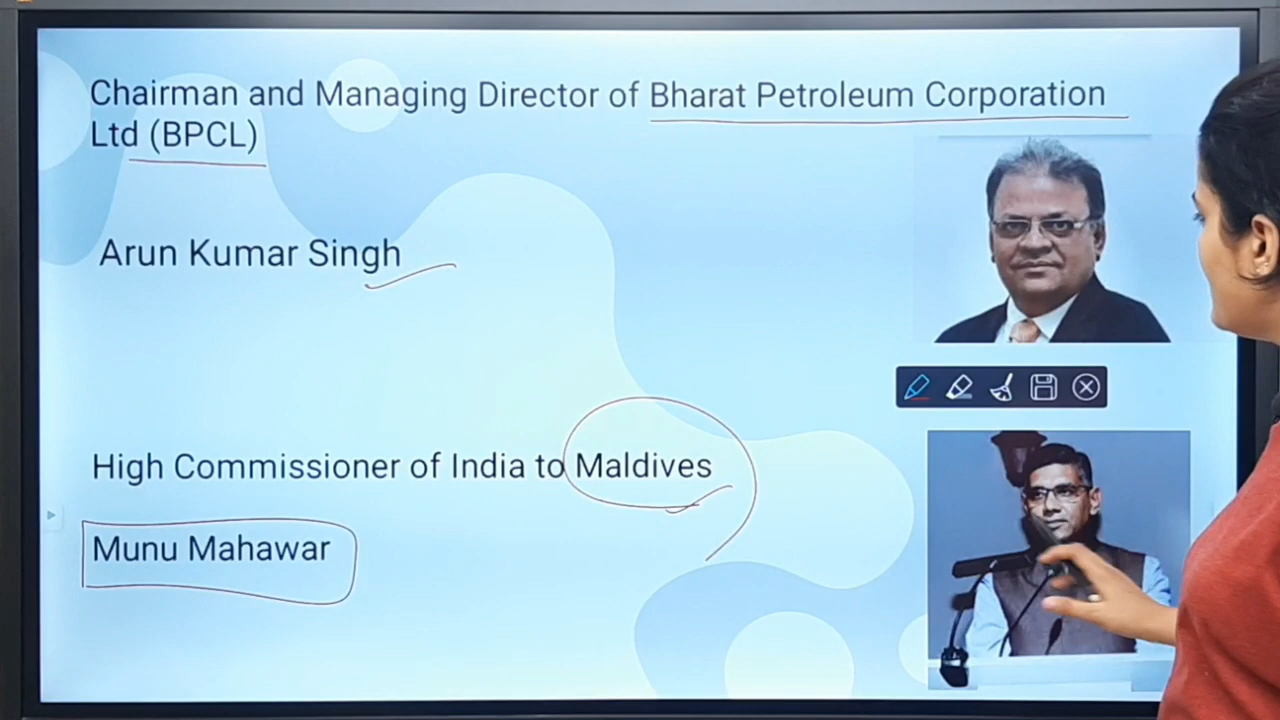 Chairman and Managing Director of Bharat Petroleum Corporation
Ltd (BPCL)
Arun Kumar Singh
High Commissioner of India to Maldives
Munu Mahawar